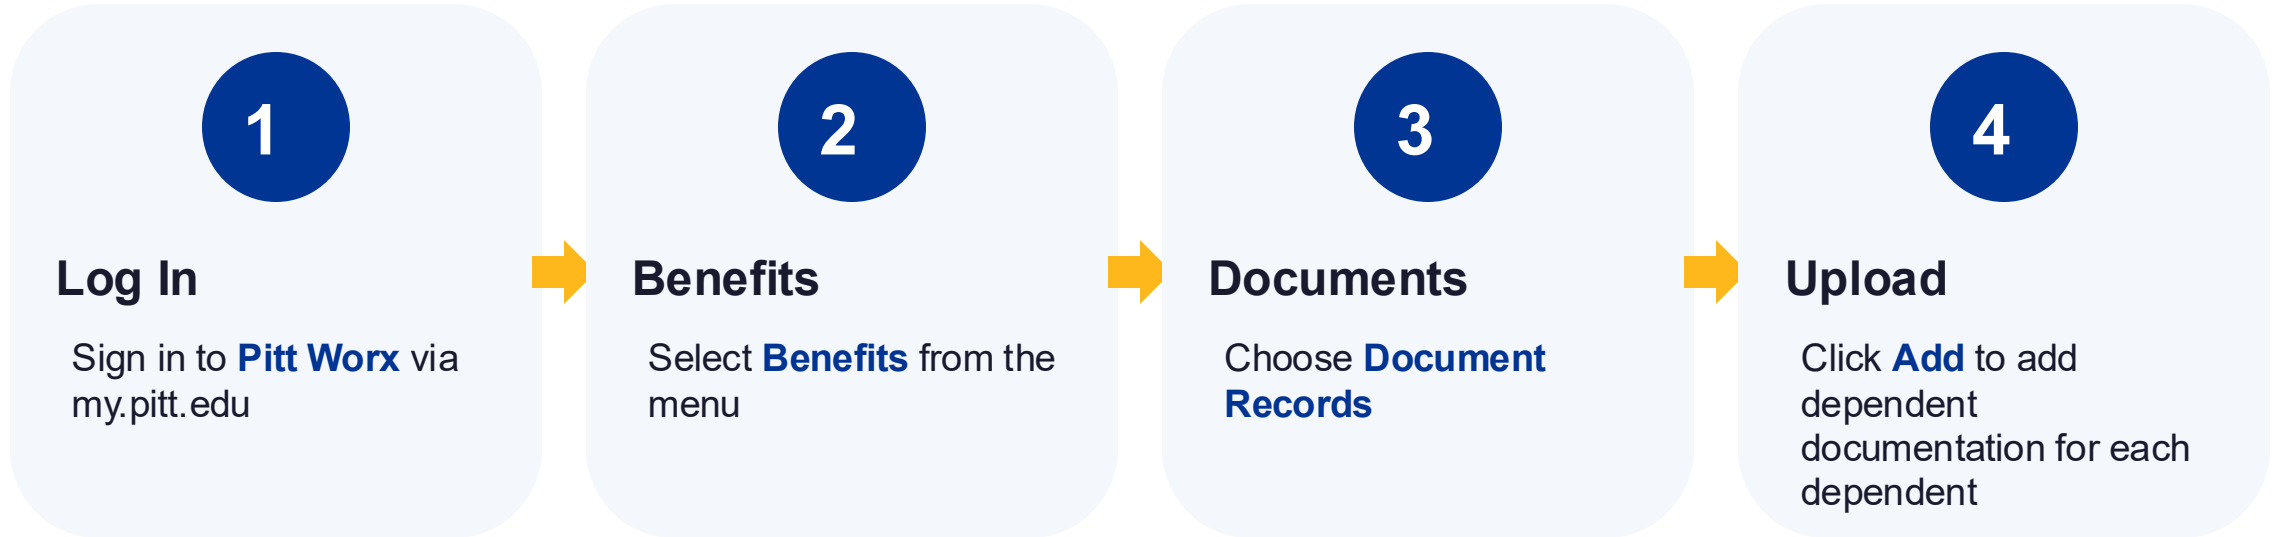 1
Log In
Sign in to Pitt Worx via
my.pitt.edu
2
Benefits
Select Benefits from the
menu
3
Documents
Choose Document
Records
4
Upload
Click Add to add
dependent
documentation for each
dependent